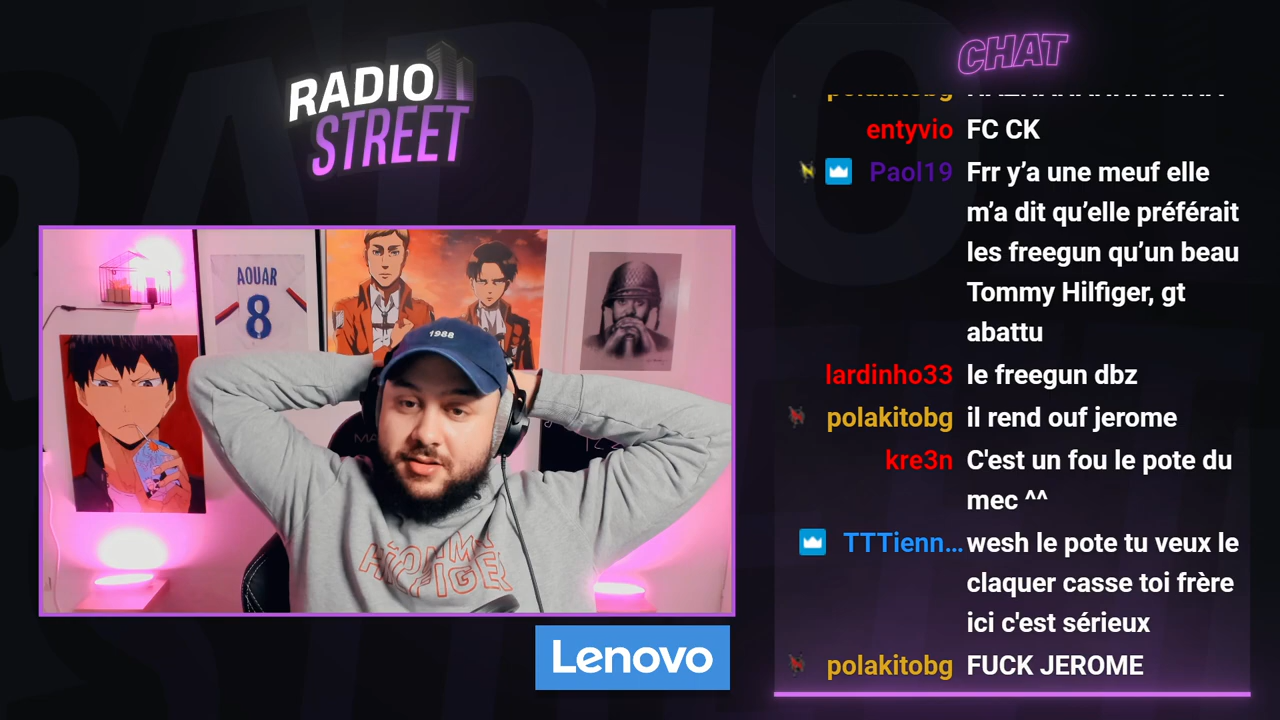 RADIO
STREET
CHAT
polakitobg
entyvio FC CK
Paol19 Frr y’a une meuf elle
m’a dit qu’elle préférait
les freegun qu’un beau
Tommy Hilfiger, gt
abattu
lardinho33 le freegun dbz
polakitobg il rend ouf jerome
kre3n C'est un fou le pote du
mec ^^
TTTienn… wesh le pote tu veux le
claquer casse toi frère
ici c'est sérieux
polakitobg FUCK JEROME
AOUAR
8
1988
HILFIGER
Lenovo